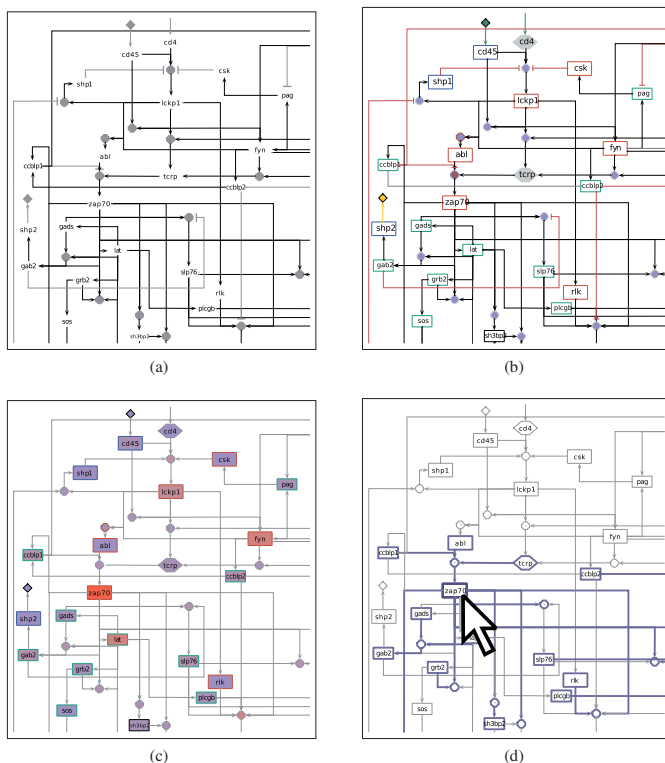 cd4
cd45
csk
shp1
pag
lckp1
abl
fyn
ccblp1
tcrp
ccblp2
zap70
shp2
gads
lat
gab2
slp76
grb2
rlk
plcgb
sos
sh3bp2
(a)
cd4
cd45
csk
shp1
pag
lckp1
fyn
abl
ccblp1
tcrp
ccblp2
zap70
shp2
gads
lat
gab2
slp76
grb2
rlk
plcgb
sos
(b)
cd4
cd45
csk
shp1
pag
lckp1
fyn
abl
ccblp1
tcrp
ccblp2
zap70
gads
shp2
lat
gab2
slp76
grb2
rlk
plcgb
sos
sh3bp2
(c)
cd4
cd45
csk
shp1
pag
lckp1
fyn
abl
ccblp1
tcrp
ccblp2
zap70
gads
shp2
gab2
slp76
grb2
rlk
plcgb
sos
sh3bp2
(d)